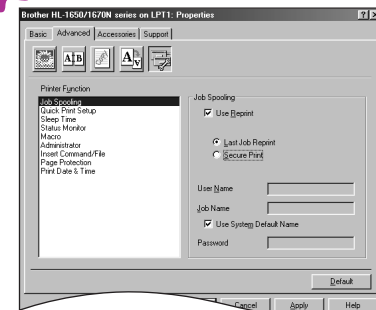 Brother HL-1650/1670N series on LPT1: Properties
Basic Advanced Accessories Support
A B A V
Printer Function
Job Spooling
Quick Print Setup
Sleep Time
Status Monitor
Macro
Administrator
Insert Command/File
Page Protection
Print Date & Time
Job Spooling
Use Reprint
Last Job Reprint
Secure Print
User Name
Job Name
Use System Default Name
Password
Default
Cancel Apply Help